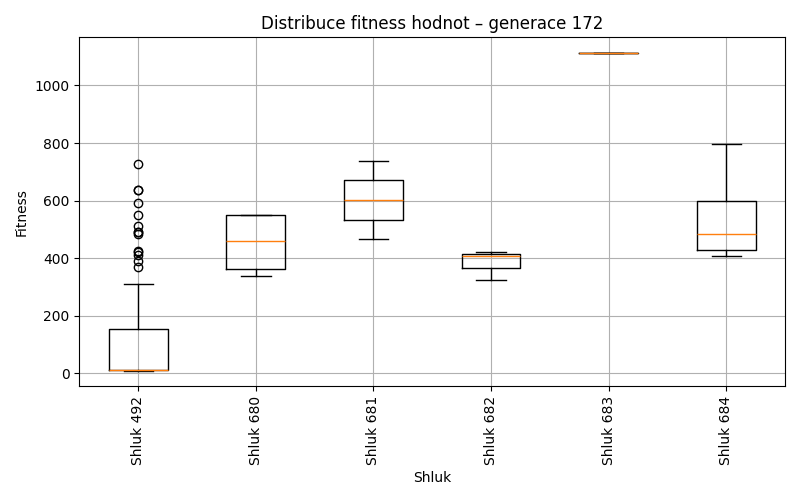 Distribuce fitness hodnot – generace 172
Fitness
1000
800
600
400
200
0
Shluk 492
Shluk 680
Shluk 681
Shluk 682
Shluk 683
Shluk 684
Shluk